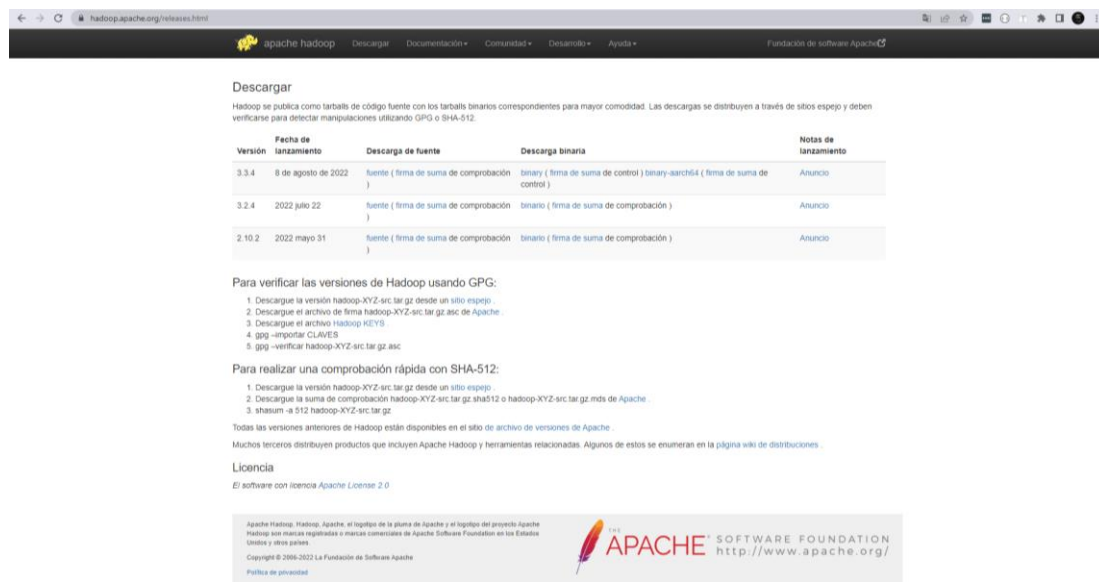 hadoop.apache.org/releases.html
apache hadoop Descargar Documentación Comunidad Desarrollo Ayuda Fundación de software Apache
Descargar
Hadoop se publica como tarballs de código fuente con los tarballs binarios correspondientes para mayor comodidad. Las descargas se distribuyen a través de sitios espejo y deben
verificarse para detectar manipulaciones utilizando GPG o SHA-512.
Versión Fecha de lanzamiento Descarga de fuente Descarga binaria Notas de lanzamiento
3.3.4 8 de agosto de 2022 fuente ( firma de suma de comprobación ) binary ( firma de suma de control ) binary-aarch64 ( firma de suma de control ) Anuncio
3.2.4 2022 julio 22 fuente ( firma de suma de comprobación ) binario ( firma de suma de comprobación ) Anuncio
2.10.2 2022 mayo 31 fuente ( firma de suma de comprobación ) binario ( firma de suma de comprobación ) Anuncio
Para verificar las versiones de Hadoop usando GPG:
1. Descargue la versión hadoop-XYZ-src.tar.gz desde un sitio espejo .
2. Descargue el archivo de firma hadoop-XYZ-src.tar.gz.asc de Apache .
3. Descargue el archivo Hadoop KEYS .
4. gpg –importar CLAVES
5. gpg –verificar hadoop-XYZ-src.tar.gz.asc
Para realizar una comprobación rápida con SHA-512:
1. Descargue la versión hadoop-XYZ-src.tar.gz desde un sitio espejo .
2. Descargue la suma de comprobación hadoop-XYZ-src.tar.gz.sha512 o hadoop-XYZ-src.tar.gz.mds de Apache .
3. shasum -a 512 hadoop-XYZ-src.tar.gz
Todas las versiones anteriores de Hadoop están disponibles en el sitio de archivo de versiones de Apache .
Muchos terceros distribuyen productos que incluyen Apache Hadoop y herramientas relacionadas. Algunos de estos se enumeran en la página wiki de distribuciones .
Licencia
El software con licencia Apache License 2.0
Apache Hadoop, Hadoop, Apache, el logotipo de la pluma de Apache y el logotipo del proyecto Apache
Hadoop son marcas registradas o marcas comerciales de Apache Software Foundation en los Estados
Unidos y otros países.
Copyright © 2006-2022 La Fundación de Software Apache
Política de privacidad
THE
APACHE SOFTWARE FOUNDATION
http://www.apache.org/